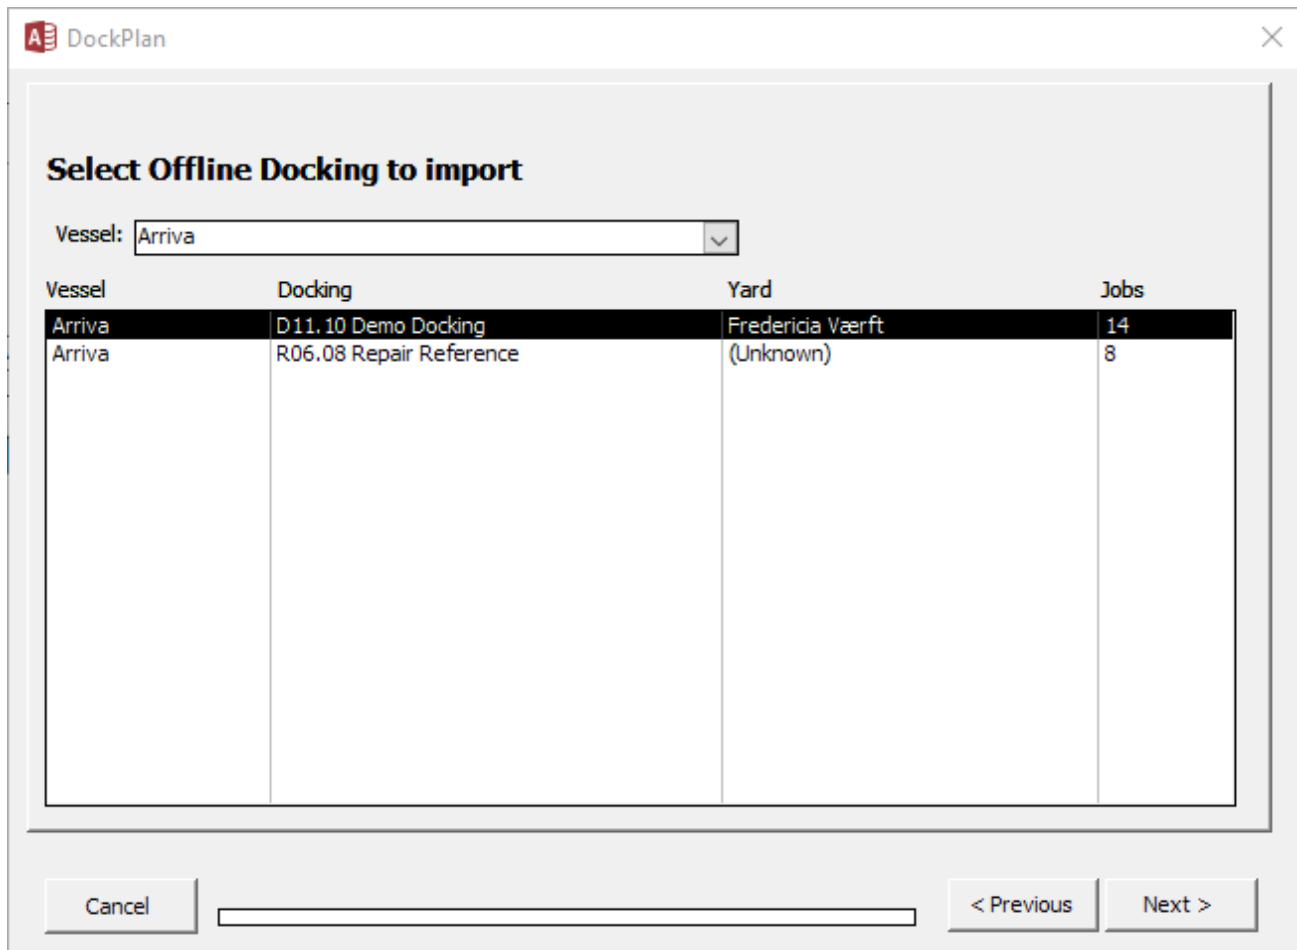 DockPlan
Select Offline Docking to import
Vessel: Arriva
Vessel Docking Yard Jobs
Arriva D11.10 Demo Docking Fredericia Værft 14
Arriva R06.08 Repair Reference (Unknown) 8
Cancel < Previous Next >